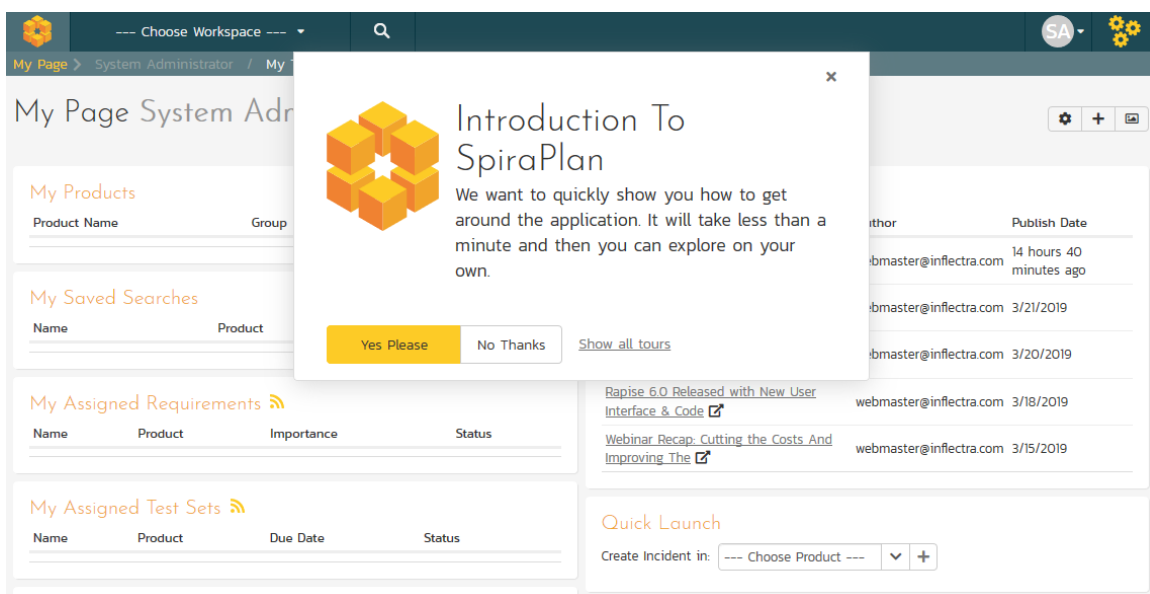 --- Choose Workspace ---
SA
My Page > System Administrator / My
My Page System Adr
Introduction To
SpiraPlan
We want to quickly show you how to get
around the application. It will take less than a
minute and then you can explore on your
own.
Yes Please No Thanks Show all tours
My Products
Product Name Group
My Saved Searches
Name Product
My Assigned Requirements
Name Product Importance Status
My Assigned Test Sets
Name Product Due Date Status
thor Publish Date
ebmaster@inflectra.com 14 hours 40
minutes ago
ebmaster@inflectra.com 3/21/2019
ebmaster@inflectra.com 3/20/2019
Rapise 6.0 Released with New User
Interface & Code webmaster@inflectra.com 3/18/2019
Webinar Recap: Cutting the Costs And
Improving The webmaster@inflectra.com 3/15/2019
Quick Launch
Create Incident in: --- Choose Product ---